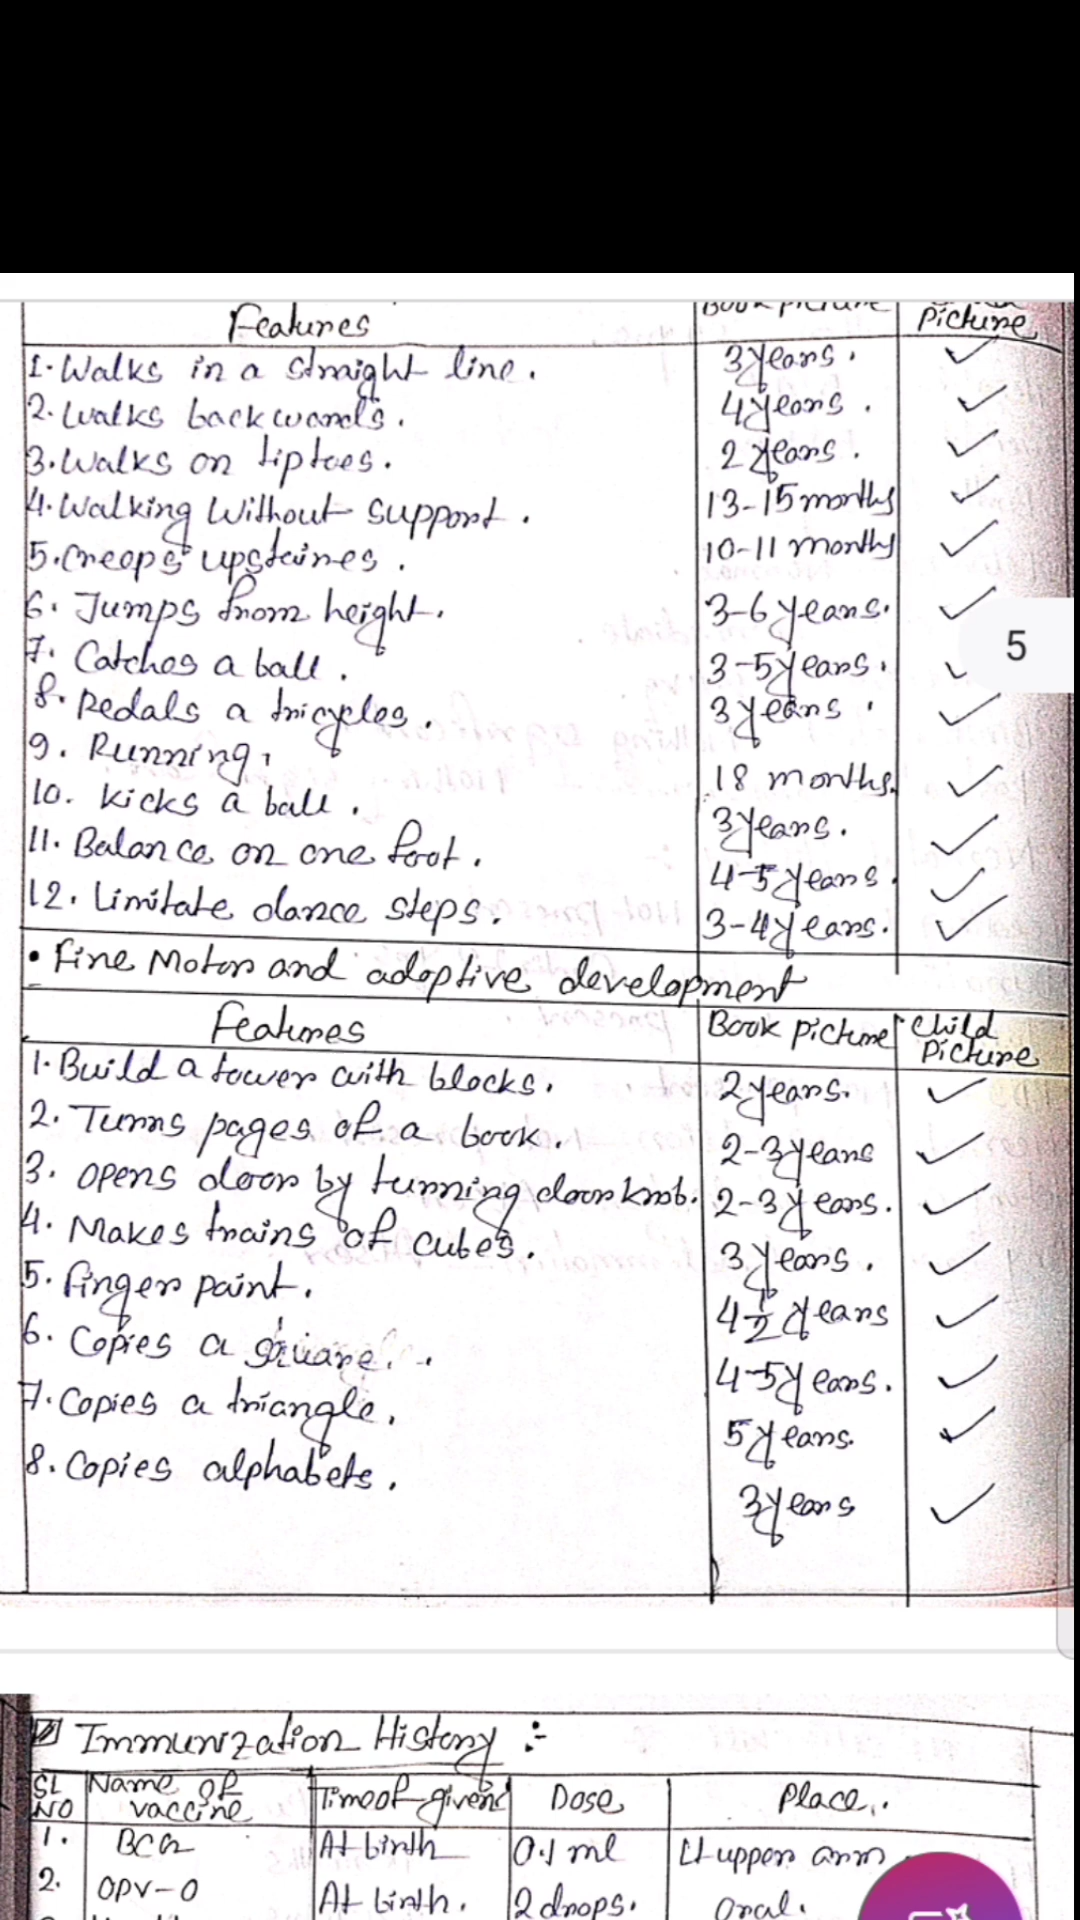 Features Book picture Picture
1. Walks in a straight line. 3 years. ✓
2. Walks backwards. 4 years. ✓
3. Walks on tiptoes. 2 years. ✓
4. Walking Without support. 13-15 months ✓
5. Creeps upstaires. 10-11 months ✓
6. Jumps from height. 3-6 years. ✓
5
7. Catches a ball. 3-5 years. ✓
8. Pedals a tricycles. 3 years. ✓
9. Running. 18 months. ✓
10. Kicks a ball. 3 years. ✓
11. Balance on one foot. 4-5 years. ✓
12. Limitate dance steps. 3-4 years. ✓
• Fine Motor and adoptive development
Features Book picture Child Picture
1. Build a tower with blocks. 2 years. ✓
2. Turns pages of a book. 2-3 years ✓
3. opens door by turning door knob. 2-3 years. ✓
4. Makes trains of cubes. 3 years. ✓
5. finger paint. 4 1/2 years ✓
6. Copies a square. 4-5 years. ✓
7. Copies a triangle. 5 years. ✓
8. Copies alphabets. 3 years ✓
Immunization History :-
SL NO Name of vaccine Time of given Dose Place.
1. BCG At birth 0.1 ml Lt upper arm
2. OPV-0 At birth. 2 drops. oral.